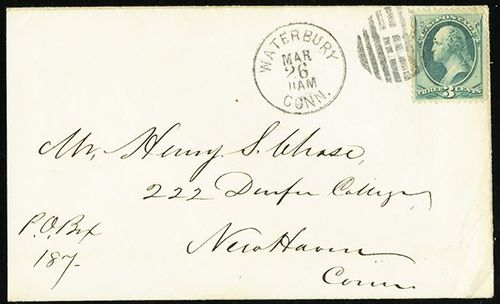 WATERBURY
MAR
26
11AM
CONN.
U.S. POSTAGE
THREE 3 CENTS
Mr. Henry S. Chase,
222 Durfee College
New Haven
Conn.
P.O. Box
187.